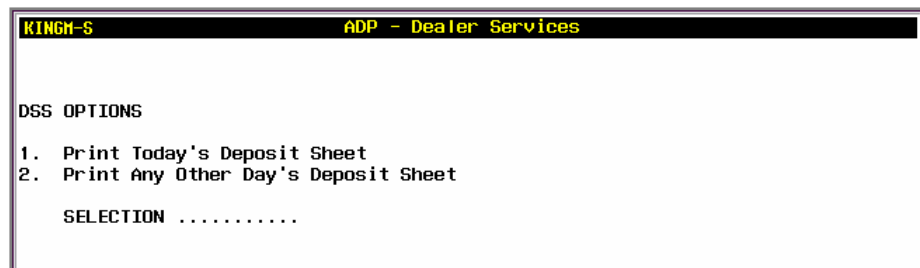 KINGM-S ADP - Dealer Services
DSS OPTIONS
1. Print Today's Deposit Sheet
2. Print Any Other Day's Deposit Sheet
SELECTION ...........